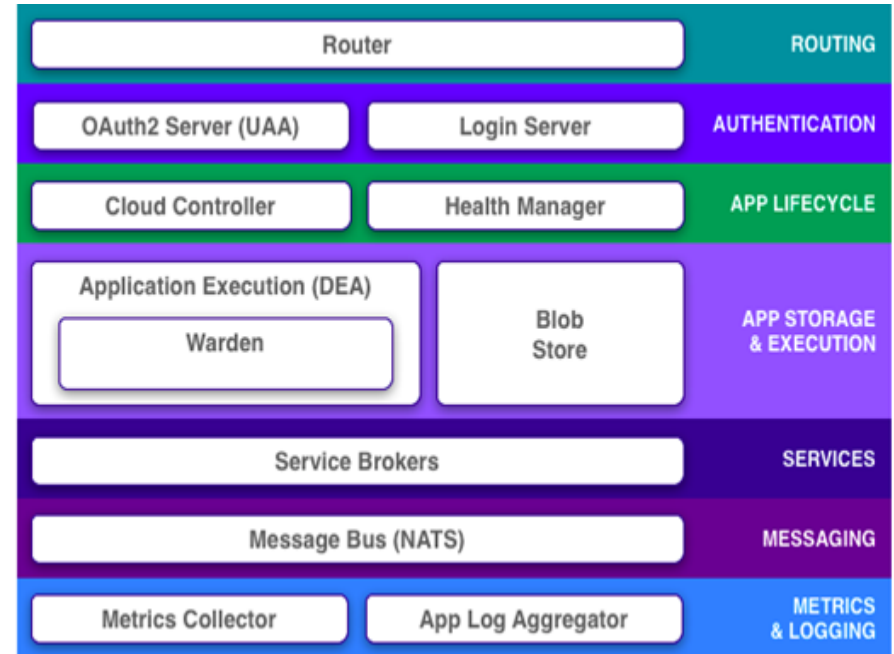 Router
ROUTING
OAuth2 Server (UAA)
Login Server
AUTHENTICATION
Cloud Controller
Health Manager
APP LIFECYCLE
Application Execution (DEA)
Warden
Blob
Store
APP STORAGE
& EXECUTION
Service Brokers
SERVICES
Message Bus (NATS)
MESSAGING
Metrics Collector
App Log Aggregator
METRICS
& LOGGING